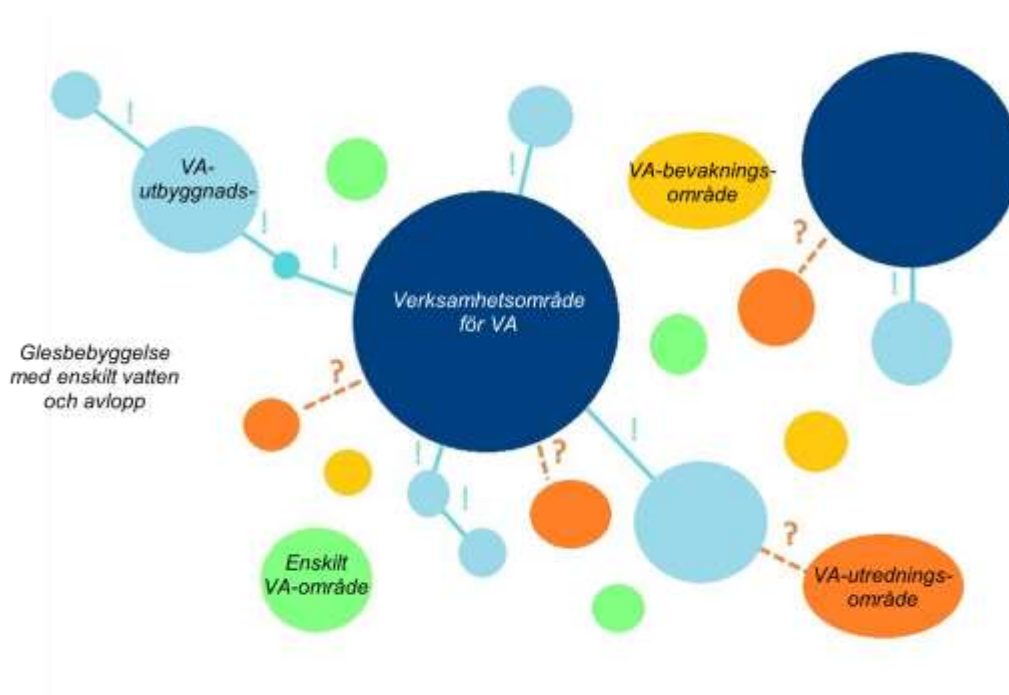 !
VA-
utbyggnads-
!
!
!
VA-bevaknings-
område
?
!
Verksamhetsområde
för VA
Glesbebyggelse
med enskilt vatten
och avlopp
?
!
!
?
!
?
Enskilt
VA-område
VA-utrednings-
område